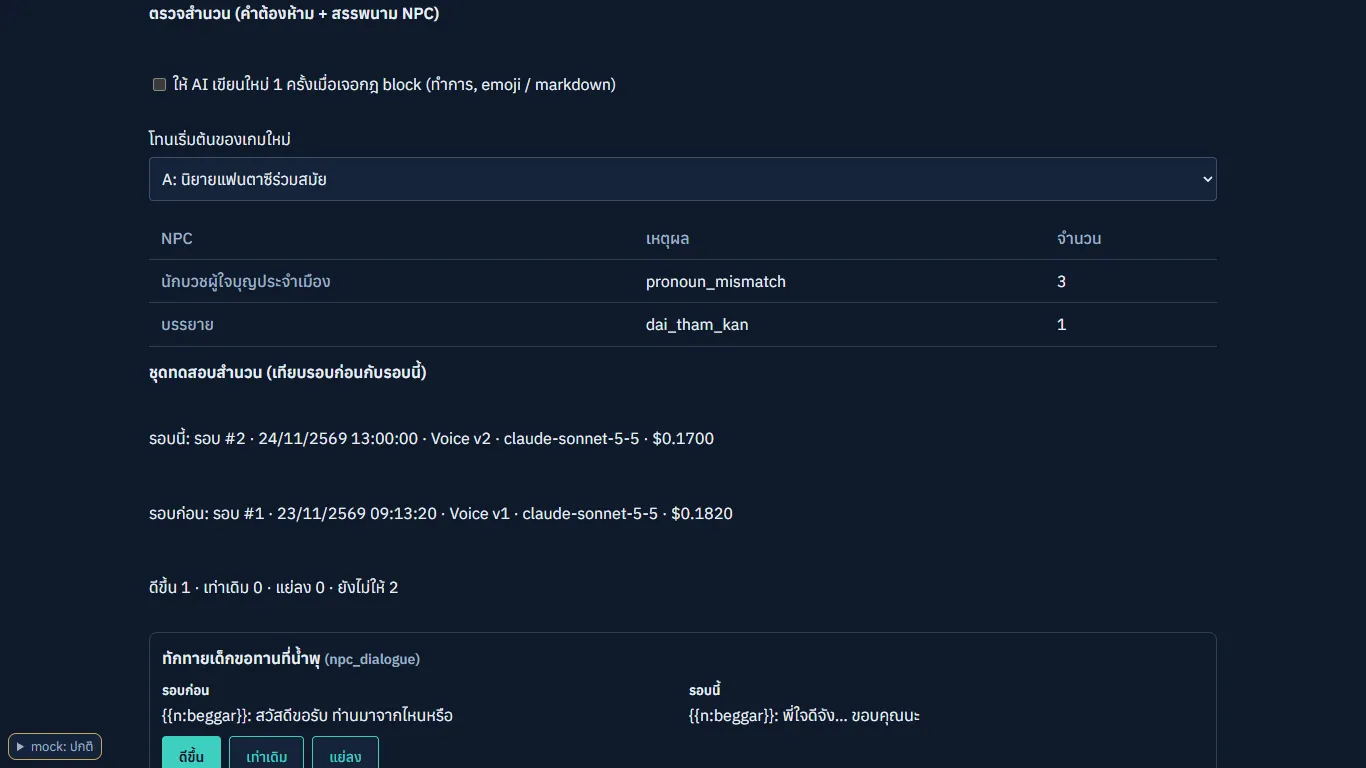 ตรวจสำนวน (คำต้องห้าม + สรรพนาม NPC)
ให้ AI เขียนใหม่ 1 ครั้งเมื่อเจอกฎ block (ทำการ, emoji / markdown)
โทนเริ่มต้นของเกมใหม่
A: นิยายแฟนตาซีร่วมสมัย
NPC เหตุผล จำนวน
นักบวชผู้ใจบุญประจำเมือง pronoun_mismatch 3
บรรยาย dai_tham_kan 1
ชุดทดสอบสำนวน (เทียบรอบก่อนกับรอบนี้)
รอบนี้: รอบ #2 · 24/11/2569 13:00:00 · Voice v2 · claude-sonnet-5-5 · $0.1700
รอบก่อน: รอบ #1 · 23/11/2569 09:13:20 · Voice v1 · claude-sonnet-5-5 · $0.1820
ดีขึ้น 1 · เท่าเดิม 0 · แย่ลง 0 · ยังไม่ให้ 2
ทักทายเด็กขอทานที่น้ำพุ (npc_dialogue)
รอบก่อน รอบนี้
{{n:beggar}}: สวัสดีขอรับ ท่านมาจากไหนหรือ {{n:beggar}}: พี่ใจดีจัง... ขอบคุณนะ
ดีขึ้น เท่าเดิม แย่ลง
mock: ปกติ